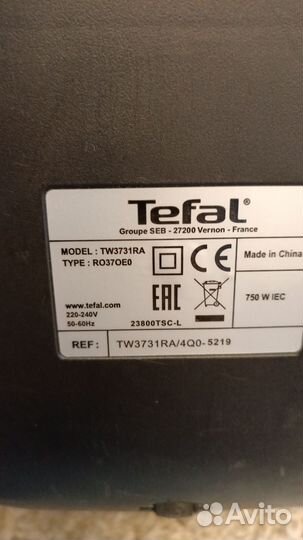 Tefal®
Groupe SEB - 27200 Vernon - France
MODEL : TW3731RA
TYPE : RO37OE0
CE
Made in China
www.tefal.com
220-240V
50-60Hz
EAC
23800TSC-L
750 W IEC
REF : TW3731RA/4Q0-5219
Avito